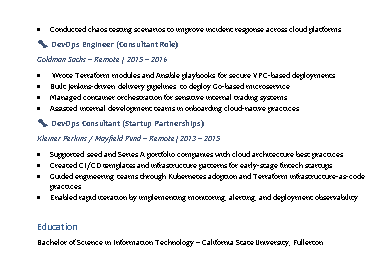 • Conducted chaos testing scenarios to improve incident response across cloud platforms
🔧 DevOps Engineer (Consultant Role)
Goldman Sachs – Remote | 2015 – 2016
• Wrote Terraform modules and Ansible playbooks for secure VPC-based deployments
• Built Jenkins-driven delivery pipelines to deploy Go-based microservice
• Managed container orchestration for sensitive internal trading systems
• Assisted internal development teams in onboarding cloud-native practices
🔧 DevOps Consultant (Startup Partnerships)
Kleiner Perkins / Mayfield Fund – Remote | 2013 – 2015
• Supported seed and Series A portfolio companies with cloud architecture best practices
• Created CI/CD templates and infrastructure patterns for early-stage fintech startups
• Guided engineering teams through Kubernetes adoption and Terraform infrastructure-as-code
practices
• Enabled rapid iteration by implementing monitoring, alerting, and deployment observability
Education
Bachelor of Science in Information Technology – California State University, Fullerton